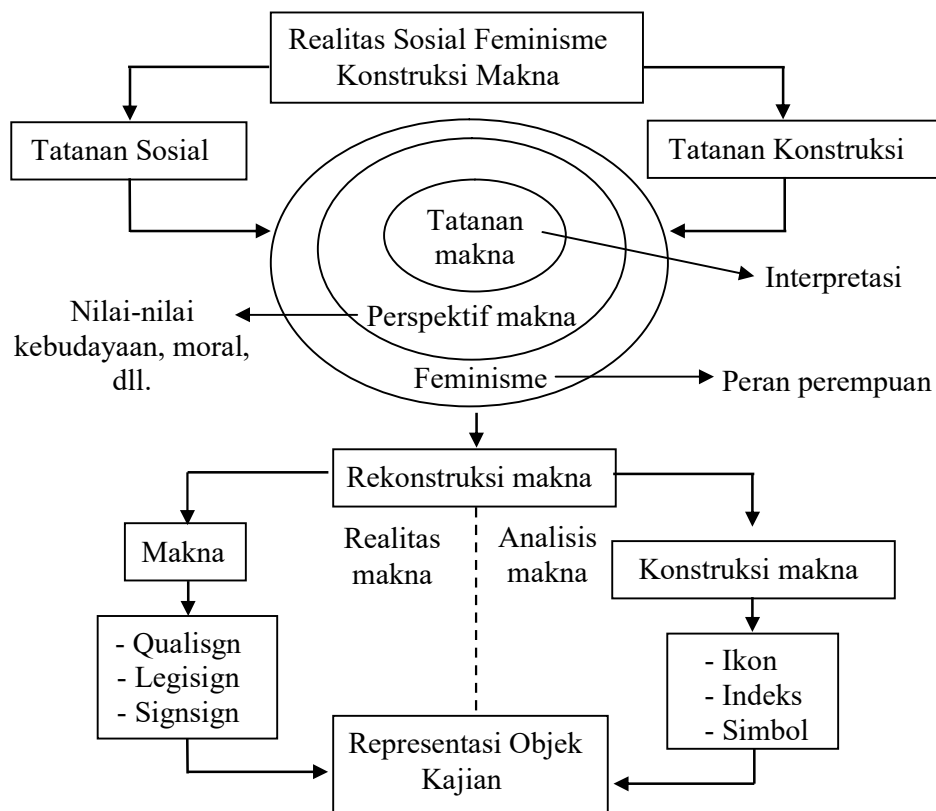 Realitas Sosial Feminisme
Konstruksi Makna
Tatanan Sosial
Tatanan Konstruksi
Tatanan
makna
Interpretasi
Nilai-nilai
kebudayaan, moral,
dll.
Perspektif makna
Feminisme
Peran perempuan
Rekonstruksi makna
Realitas
makna
Analisis
makna
Makna
Konstruksi makna
- Qualisgn
- Legisign
- Signsign
- Ikon
- Indeks
- Simbol
Representasi Objek
Kajian